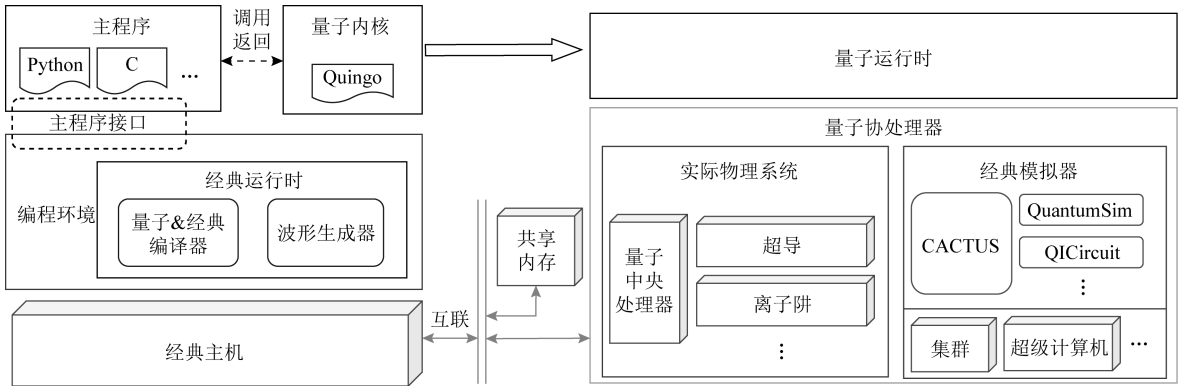 主程序
Python
C
...
调用
返回
量子内核
Quingo
量子运行时
主程序接口
编程环境
经典运行时
量子&经典
编译器
波形生成器
经典主机
互联
共享
内存
量子协处理器
实际物理系统
量子
中央
处理器
超导
离子阱
⋮
经典模拟器
CACTUS
QuantumSim
QICircuit
⋮
集群
超级计算机
...